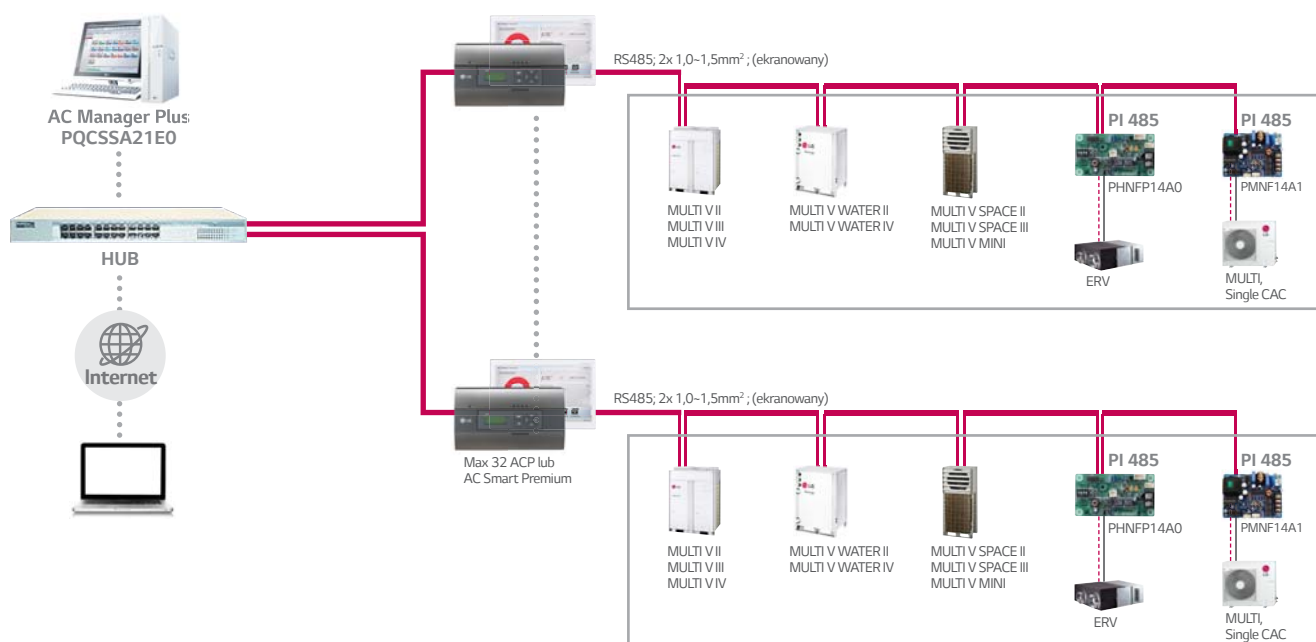 AC Manager Plus
PQCSSA21E0
HUB
Internet
RS485; 2x 1,0~1,5mm² ; (ekranowany)
MULTI V II
MULTI V III
MULTI V IV
MULTI V WATER II
MULTI V WATER IV
MULTI V SPACE II
MULTI V SPACE III
MULTI V MINI
PI 485
PHNFP14A0
ERV
PI 485
PMNF14A1
MULTI,
Single CAC
Max 32 ACP lub
AC Smart Premium
RS485; 2x 1,0~1,5mm² ; (ekranowany)
MULTI V II
MULTI V III
MULTI V IV
MULTI V WATER II
MULTI V WATER IV
MULTI V SPACE II
MULTI V SPACE III
MULTI V MINI
PI 485
PHNFP14A0
ERV
PI 485
PMNF14A1
MULTI,
Single CAC